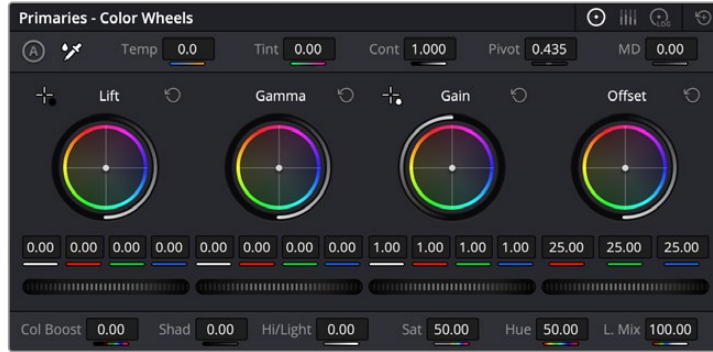 Primaries - Color Wheels
LOG
A Temp 0.0 Tint 0.00 Cont 1.000 Pivot 0.435 MD 0.00
Lift Gamma Gain Offset
0.00 0.00 0.00 0.00 0.00 0.00 0.00 0.00 1.00 1.00 1.00 1.00 25.00 25.00 25.00
Col Boost 0.00 Shad 0.00 Hi/Light 0.00 Sat 50.00 Hue 50.00 L. Mix 100.00